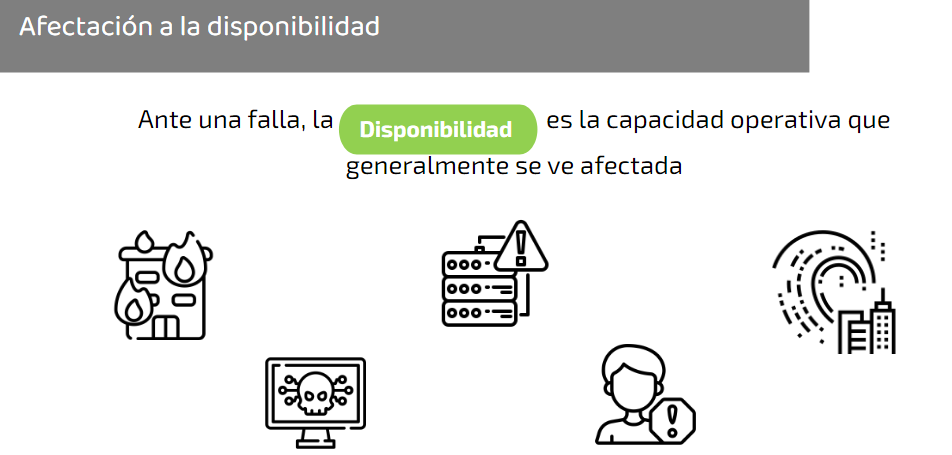 Afectación a la disponibilidad
Ante una falla, la Disponibilidad es la capacidad operativa que
generalmente se ve afectada